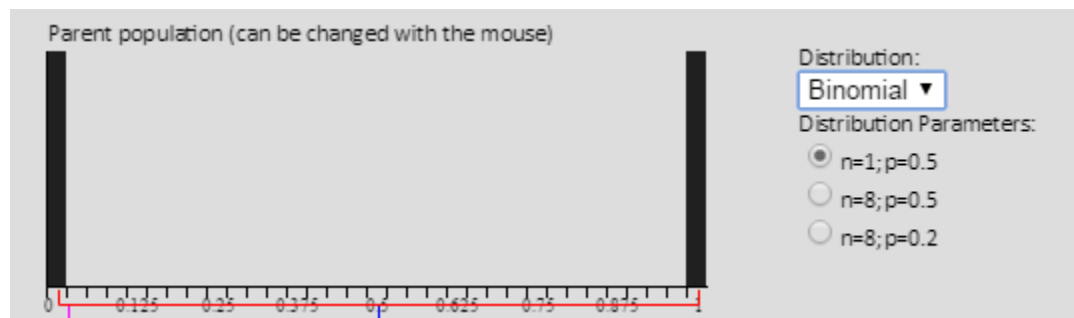 Parent population (can be changed with the mouse)
Distribution:
Binomial ▼
Distribution Parameters:
n=1;p=0.5
n=8;p=0.5
n=8;p=0.2
0 0.125 0.25 0.375 0.5 0.625 0.75 0.875 1